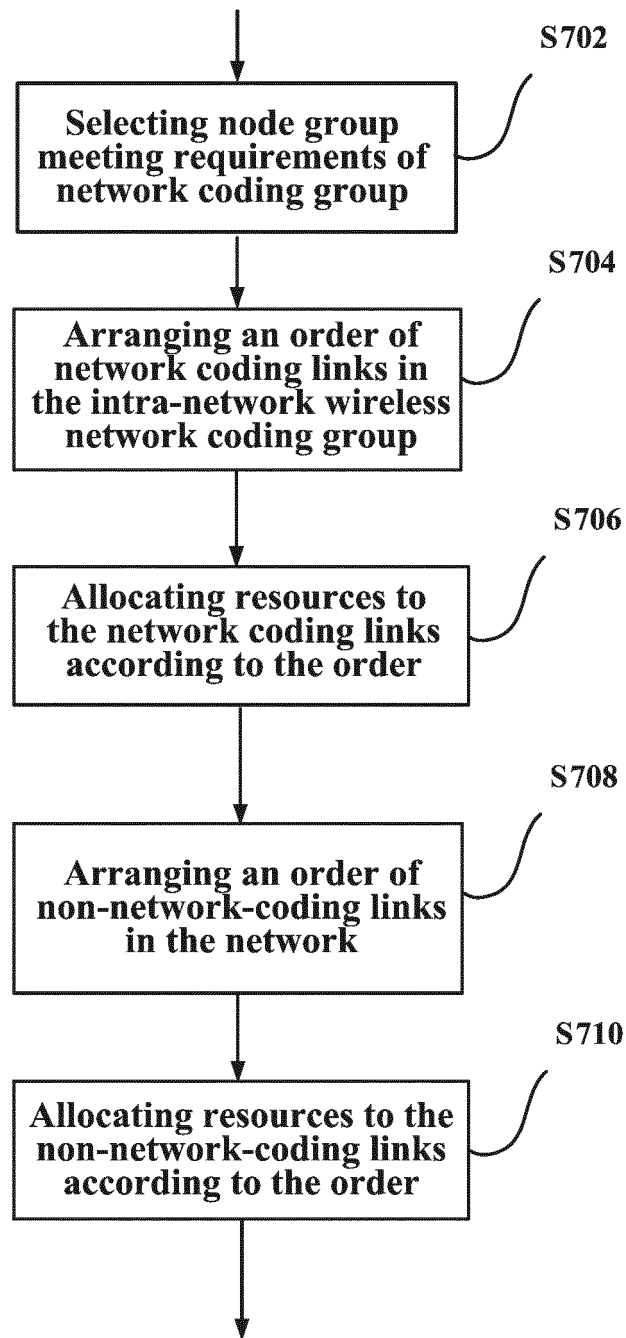 S702
Selecting node group
meeting requirements of
network coding group
S704
Arranging an order of
network coding links in
the intra-network wireless
network coding group
S706
Allocating resources to
the network coding links
according to the order
S708
Arranging an order of
non-network-coding links
in the network
S710
Allocating resources to the
non-network-coding links
according to the order